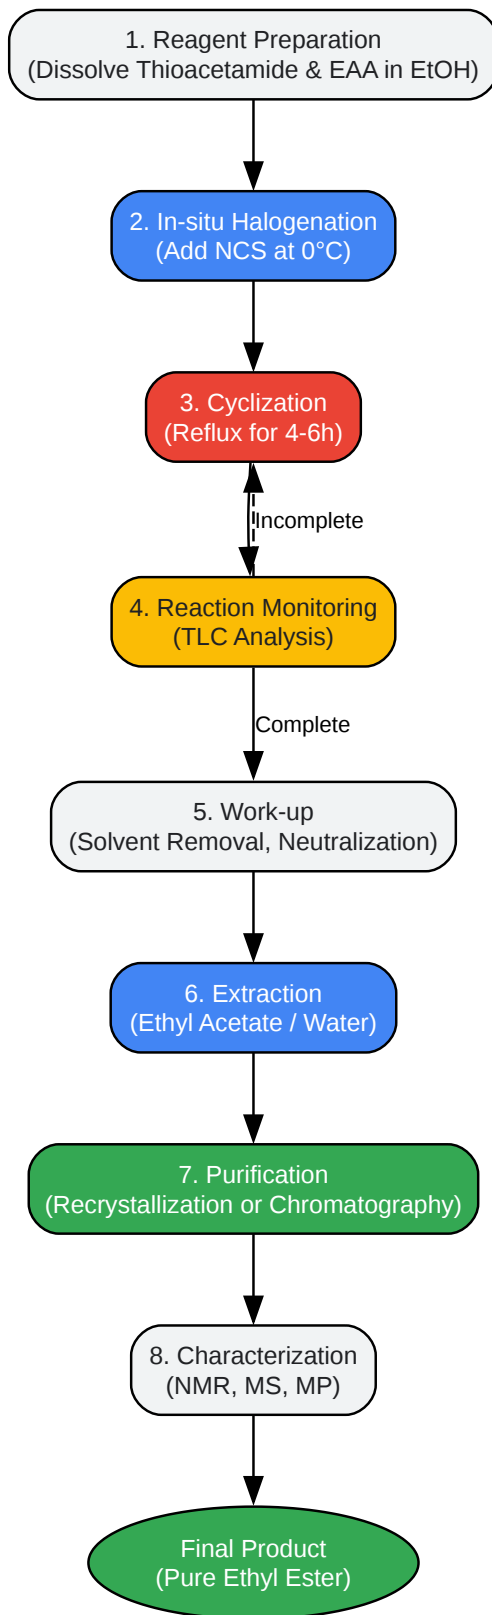 1. Reagent Preparation
(Dissolve Thioacetamide & EAA in EtOH)
2. In-situ Halogenation
(Add NCS at 0°C)
3. Cyclization
(Reflux for 4-6h)
Incomplete
4. Reaction Monitoring
(TLC Analysis)
Complete
5. Work-up
(Solvent Removal, Neutralization)
6. Extraction
(Ethyl Acetate / Water)
7. Purification
(Recrystallization or Chromatography)
8. Characterization
(NMR, MS, MP)
Final Product
(Pure Ethyl Ester)